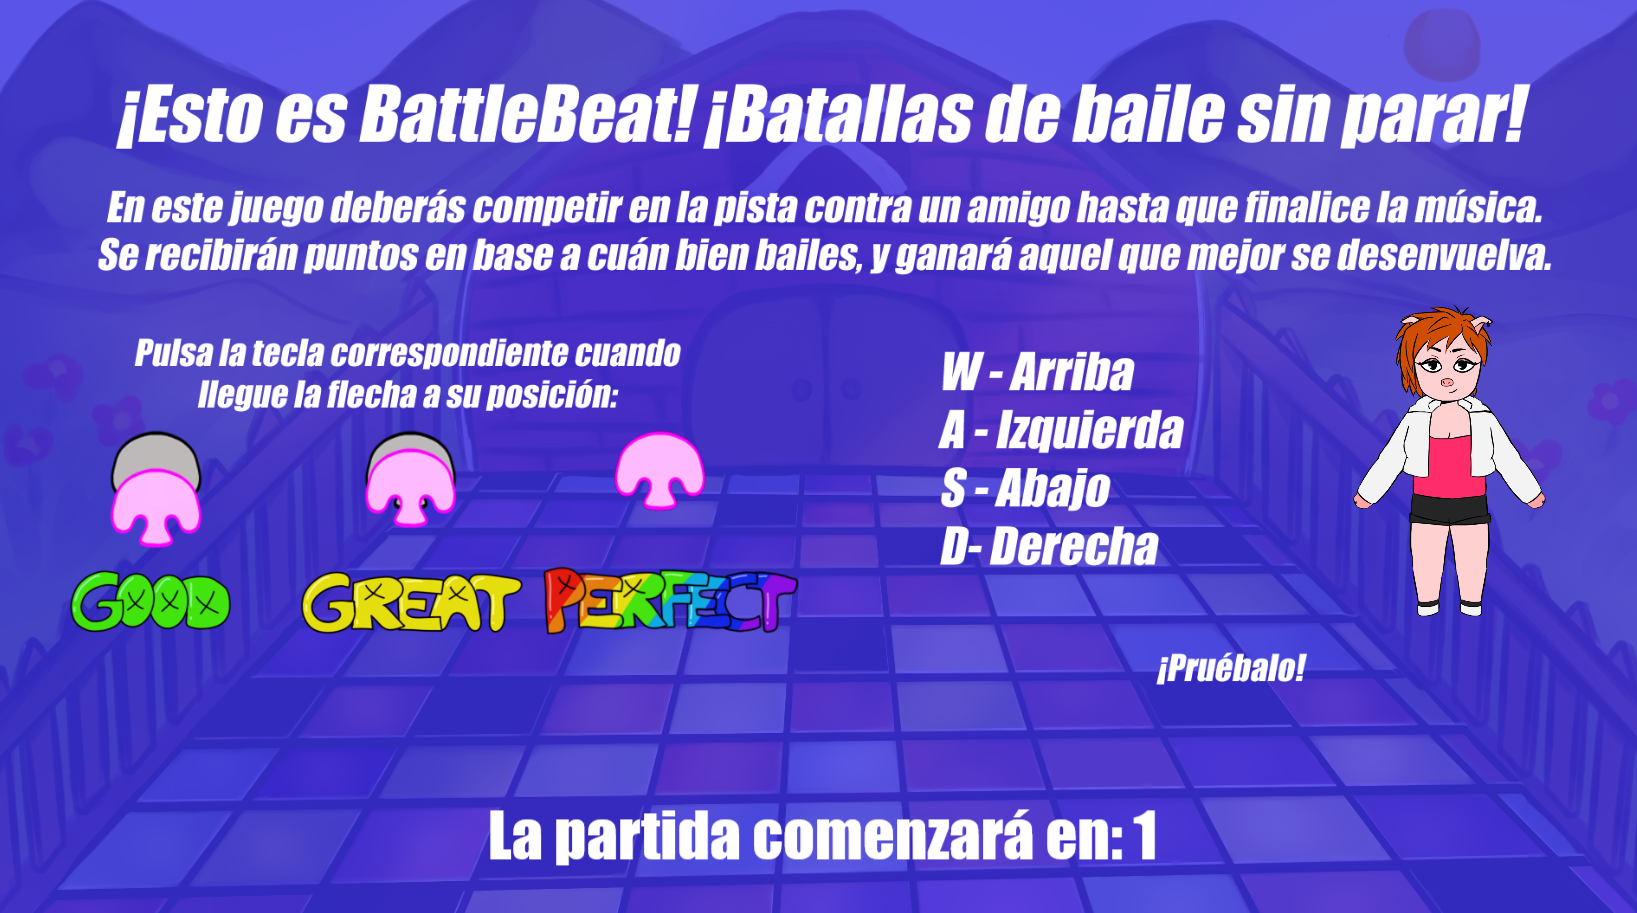 ¡Esto es BattleBeat! ¡Batallas de baile sin parar!
En este juego deberás competir en la pista contra un amigo hasta que finalice la música.
Se recibirán puntos en base a cuán bien bailes, y ganará aquel que mejor se desenvuelva.
Pulsa la tecla correspondiente cuando
llegue la flecha a su posición:
GOOD
GREAT
PERFECT
W - Arriba
A - Izquierda
S - Abajo
D- Derecha
¡Pruébalo!
La partida comenzará en: 1